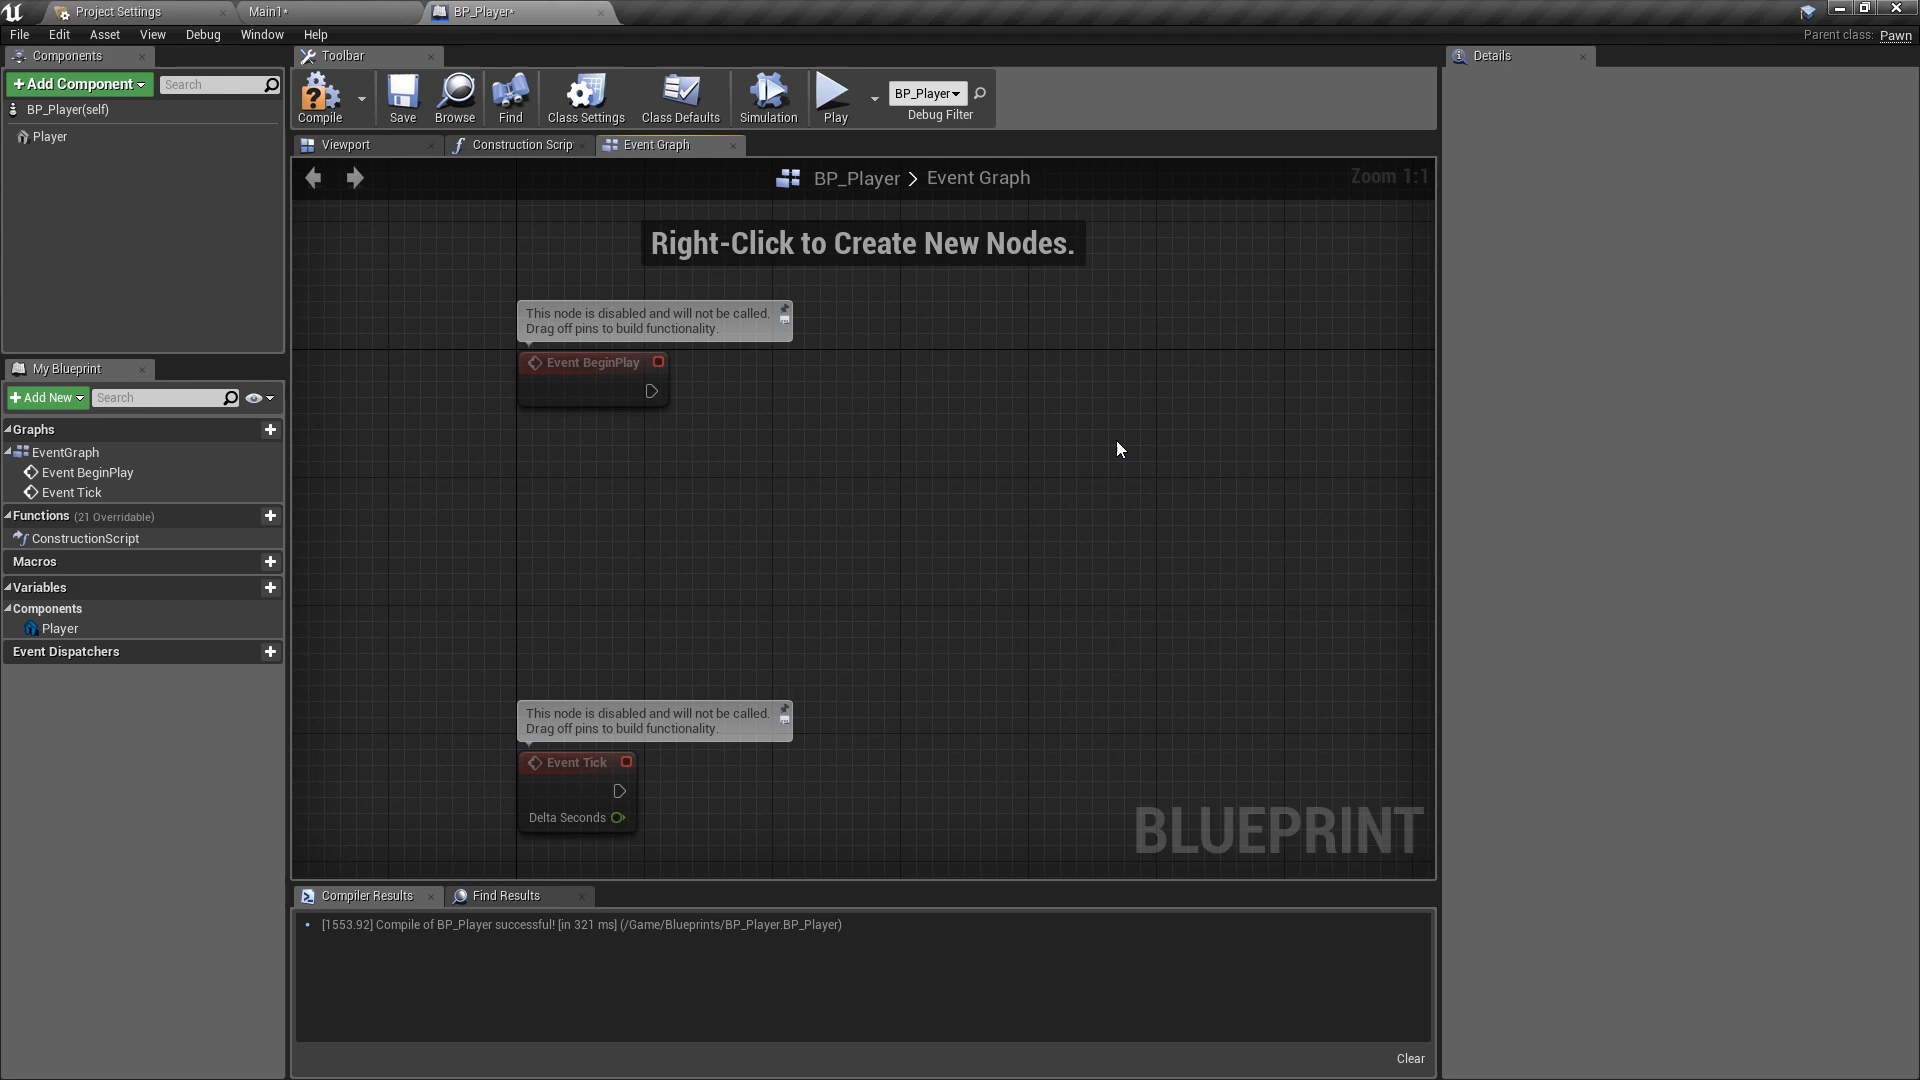 Project Settings
Main1*
BP_Player*
File Edit Asset View Debug Window Help
Parent class: Pawn
Components
+Add Component
Search
BP_Player(self)
Player
My Blueprint
+Add New
Search
Graphs
EventGraph
Event BeginPlay
Event Tick
Functions (21 Overridable)
ConstructionScript
Macros
Variables
Components
Player
Event Dispatchers
Toolbar
Compile
Save
Browse
Find
Class Settings
Class Defaults
Simulation
Play
BP_Player
Debug Filter
Viewport
Construction Scrip
Event Graph
BP_Player > Event Graph
Zoom 1:1
Right-Click to Create New Nodes.
This node is disabled and will not be called.
Drag off pins to build functionality.
Event BeginPlay
This node is disabled and will not be called.
Drag off pins to build functionality.
Event Tick
Delta Seconds
BLUEPRINT
Compiler Results
Find Results
[1553.92] Compile of BP_Player successful! [in 321 ms] (/Game/Blueprints/BP_Player.BP_Player)
Clear
Details